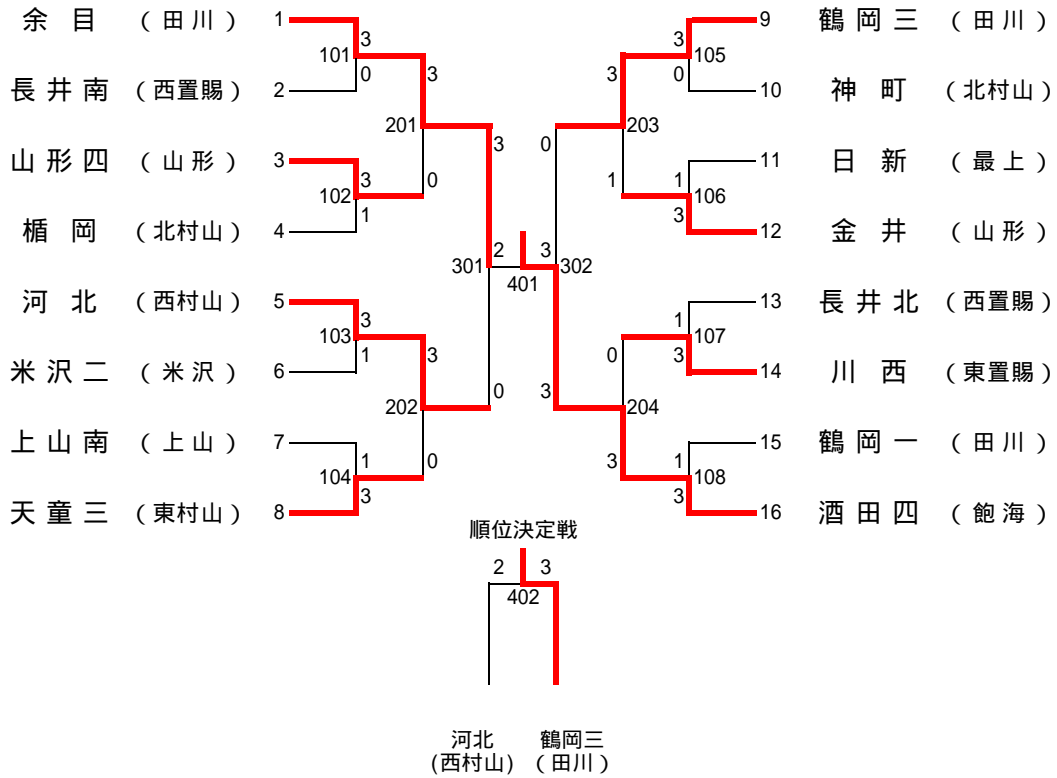 余目 （田川） 1
3
101
0
長井南 （西置賜） 2
3
201
0
山形四 （山形） 3
3
102
1
楯岡 （北村山） 4
3
301
0
河北 （西村山） 5
3
103
1
米沢二 （米沢） 6
3
202
0
上山南 （上山） 7
1
104
3
天童三 （東村山） 8
2 3
401
9 鶴岡三 （田川）
3
105
0
10 神町 （北村山）
3
203
1
11 日新 （最上）
1
106
3
12 金井 （山形）
0
302
3
13 長井北 （西置賜）
1
107
3
14 川西 （東置賜）
0
204
3
15 鶴岡一 （田川）
1
108
3
16 酒田四 （飽海）
順位決定戦
2 3
402
河北 鶴岡三
(西村山) （田川）